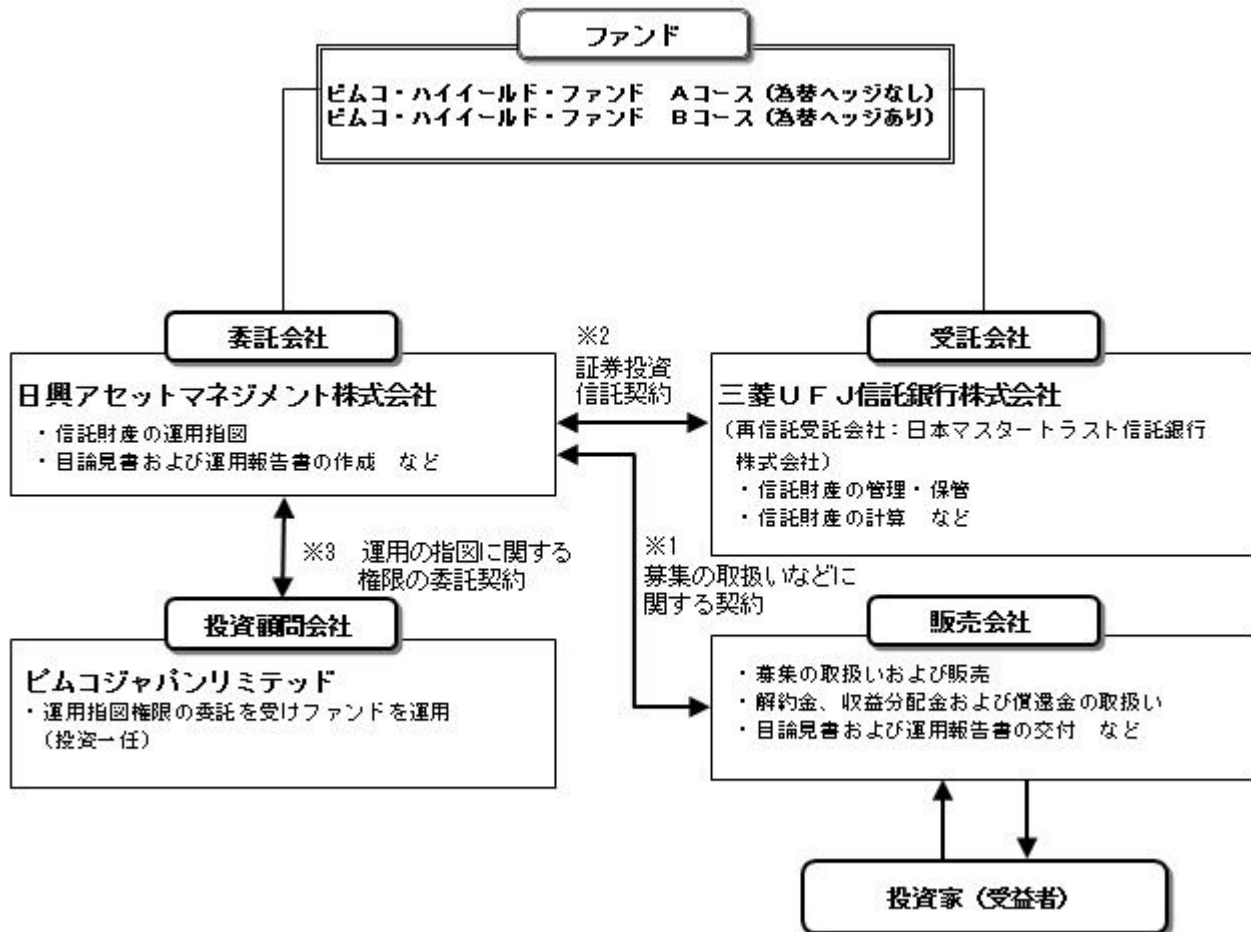 ファンド
ピムコ・ハイイールド・ファンド　Aコース（為替ヘッジなし）
ピムコ・ハイイールド・ファンド　Bコース（為替ヘッジあり）
委託会社
日興アセットマネジメント株式会社
・信託財産の運用指図
・目論見書および運用報告書の作成　など
※2
証券投資
信託契約
受託会社
三菱ＵＦＪ信託銀行株式会社
（再信託受託会社：日本マスタートラスト信託銀行
株式会社）
・信託財産の管理・保管
・信託財産の計算　など
※3　運用の指図に関する
権限の委託契約
※1
募集の取扱いなどに
関する契約
投資顧問会社
ピムコジャパンリミテッド
・運用指図権限の委託を受けファンドを運用
（投資一任）
販売会社
・募集の取扱いおよび販売
・解約金、収益分配金および償還金の取扱い
・目論見書および運用報告書の交付　など
投資家（受益者）